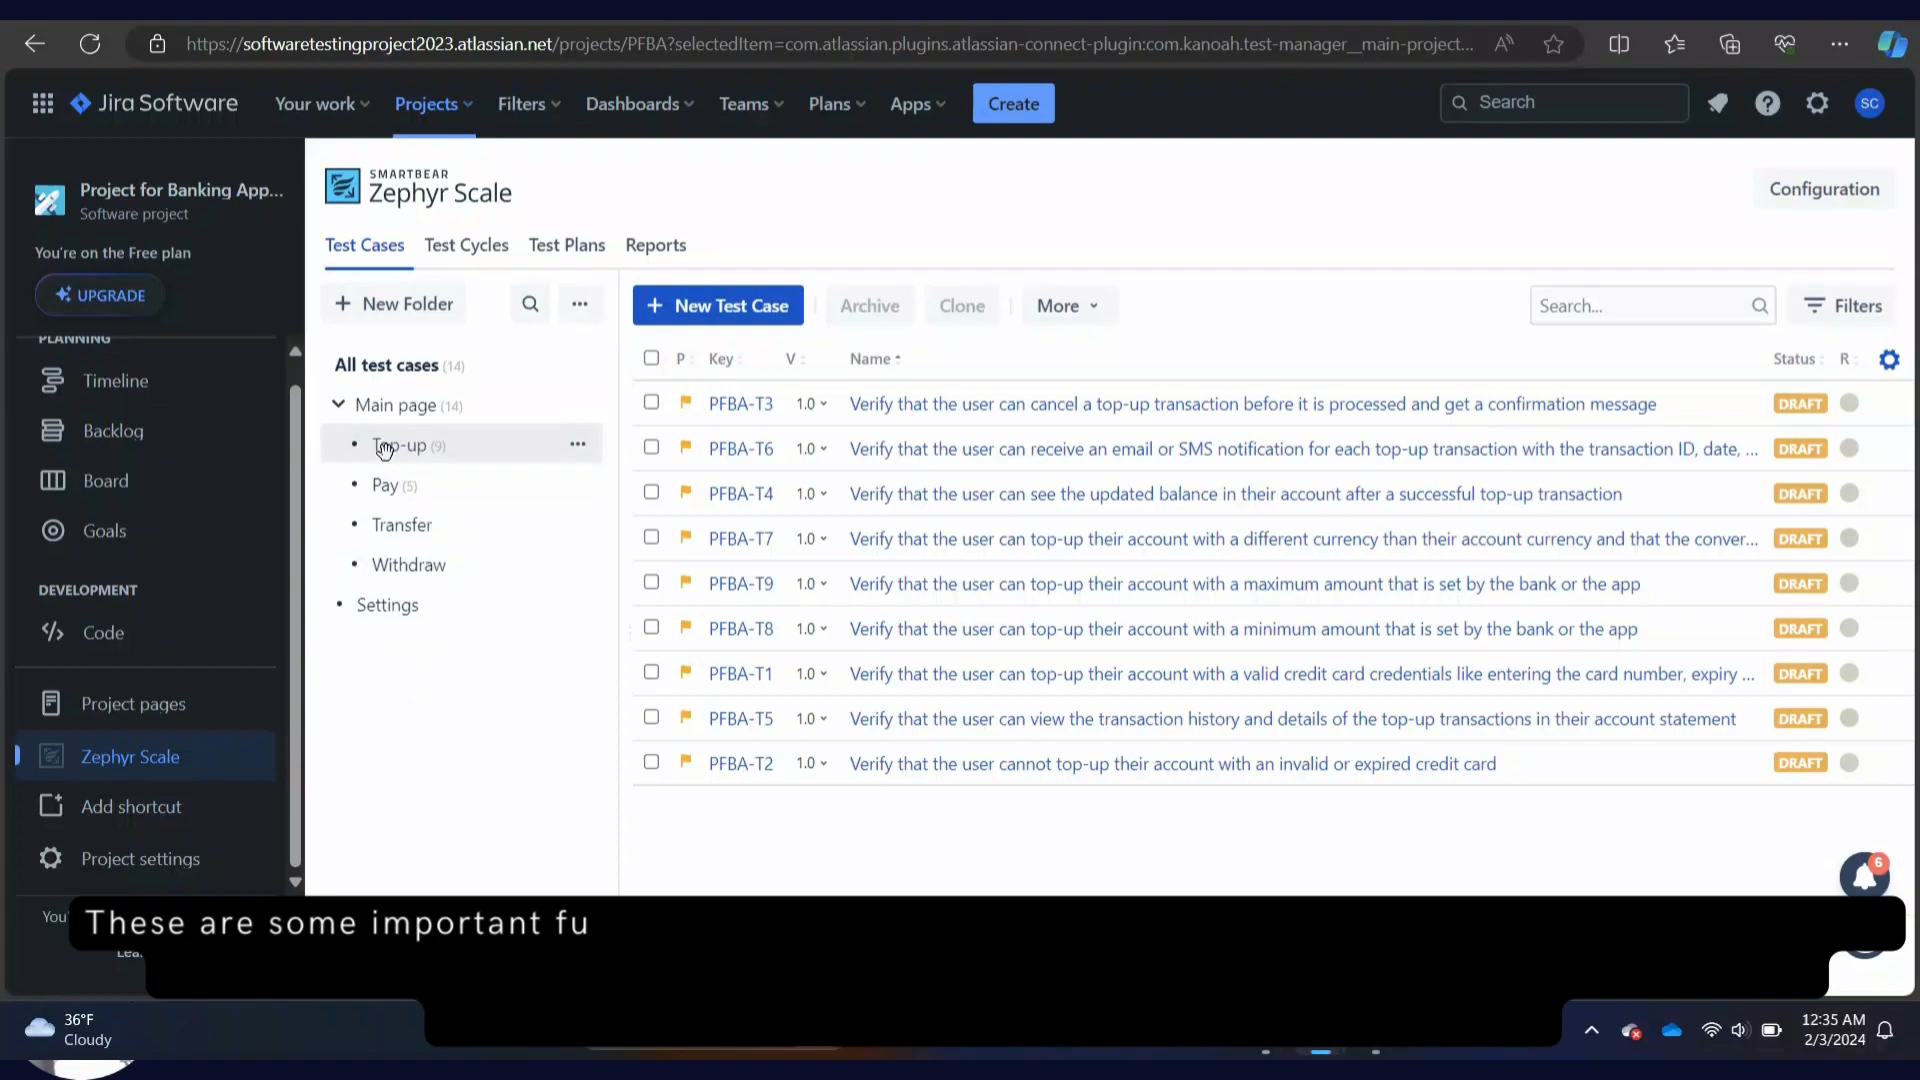 https://softwaretestingproject2023.atlassian.net/projects/PFBA?selectedItem=com.atlassian.plugins.atlassian-connect-plugin:com.kanoah.test-manager__main-project...
Jira Software
Your work
Projects
Filters
Dashboards
Teams
Plans
Apps
Create
Search
SC
Project for Banking App...
Software project
You're on the Free plan
UPGRADE
PLANNING
Timeline
Backlog
Board
Goals
DEVELOPMENT
Code
Project pages
Zephyr Scale
Add shortcut
Project settings
SMARTBEAR
Zephyr Scale
Configuration
Test Cases
Test Cycles
Test Plans
Reports
+ New Folder
...
All test cases (14)
Main page (14)
• Top-up (9) ...
• Pay (5)
• Transfer
• Withdraw
• Settings
+ New Test Case
Archive
Clone
More
Search...
Filters
P Key V Name Status R
PFBA-T3 1.0 Verify that the user can cancel a top-up transaction before it is processed and get a confirmation message DRAFT
PFBA-T6 1.0 Verify that the user can receive an email or SMS notification for each top-up transaction with the transaction ID, date, ... DRAFT
PFBA-T4 1.0 Verify that the user can see the updated balance in their account after a successful top-up transaction DRAFT
PFBA-T7 1.0 Verify that the user can top-up their account with a different currency than their account currency and that the conver... DRAFT
PFBA-T9 1.0 Verify that the user can top-up their account with a maximum amount that is set by the bank or the app DRAFT
PFBA-T8 1.0 Verify that the user can top-up their account with a minimum amount that is set by the bank or the app DRAFT
PFBA-T1 1.0 Verify that the user can top-up their account with a valid credit card credentials like entering the card number, expiry ... DRAFT
PFBA-T5 1.0 Verify that the user can view the transaction history and details of the top-up transactions in their account statement DRAFT
PFBA-T2 1.0 Verify that the user cannot top-up their account with an invalid or expired credit card DRAFT
6
You'
These are some important fu
Lea
36°F
Cloudy
12:35 AM
2/3/2024